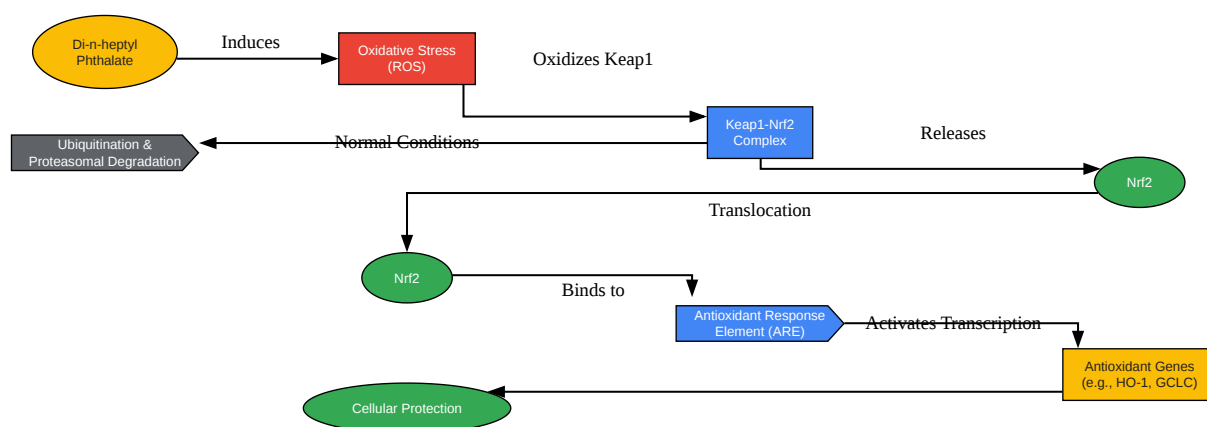 Di-n-heptyl
Phthalate
Induces
Oxidative Stress
(ROS)
Oxidizes Keap1
Keap1-Nrf2
Complex
Normal Conditions
Ubiquitination &
Proteasomal Degradation
Releases
Nrf2
Translocation
Nrf2
Binds to
Antioxidant Response
Element (ARE)
Activates Transcription
Antioxidant Genes
(e.g., HO-1, GCLC)
Cellular Protection